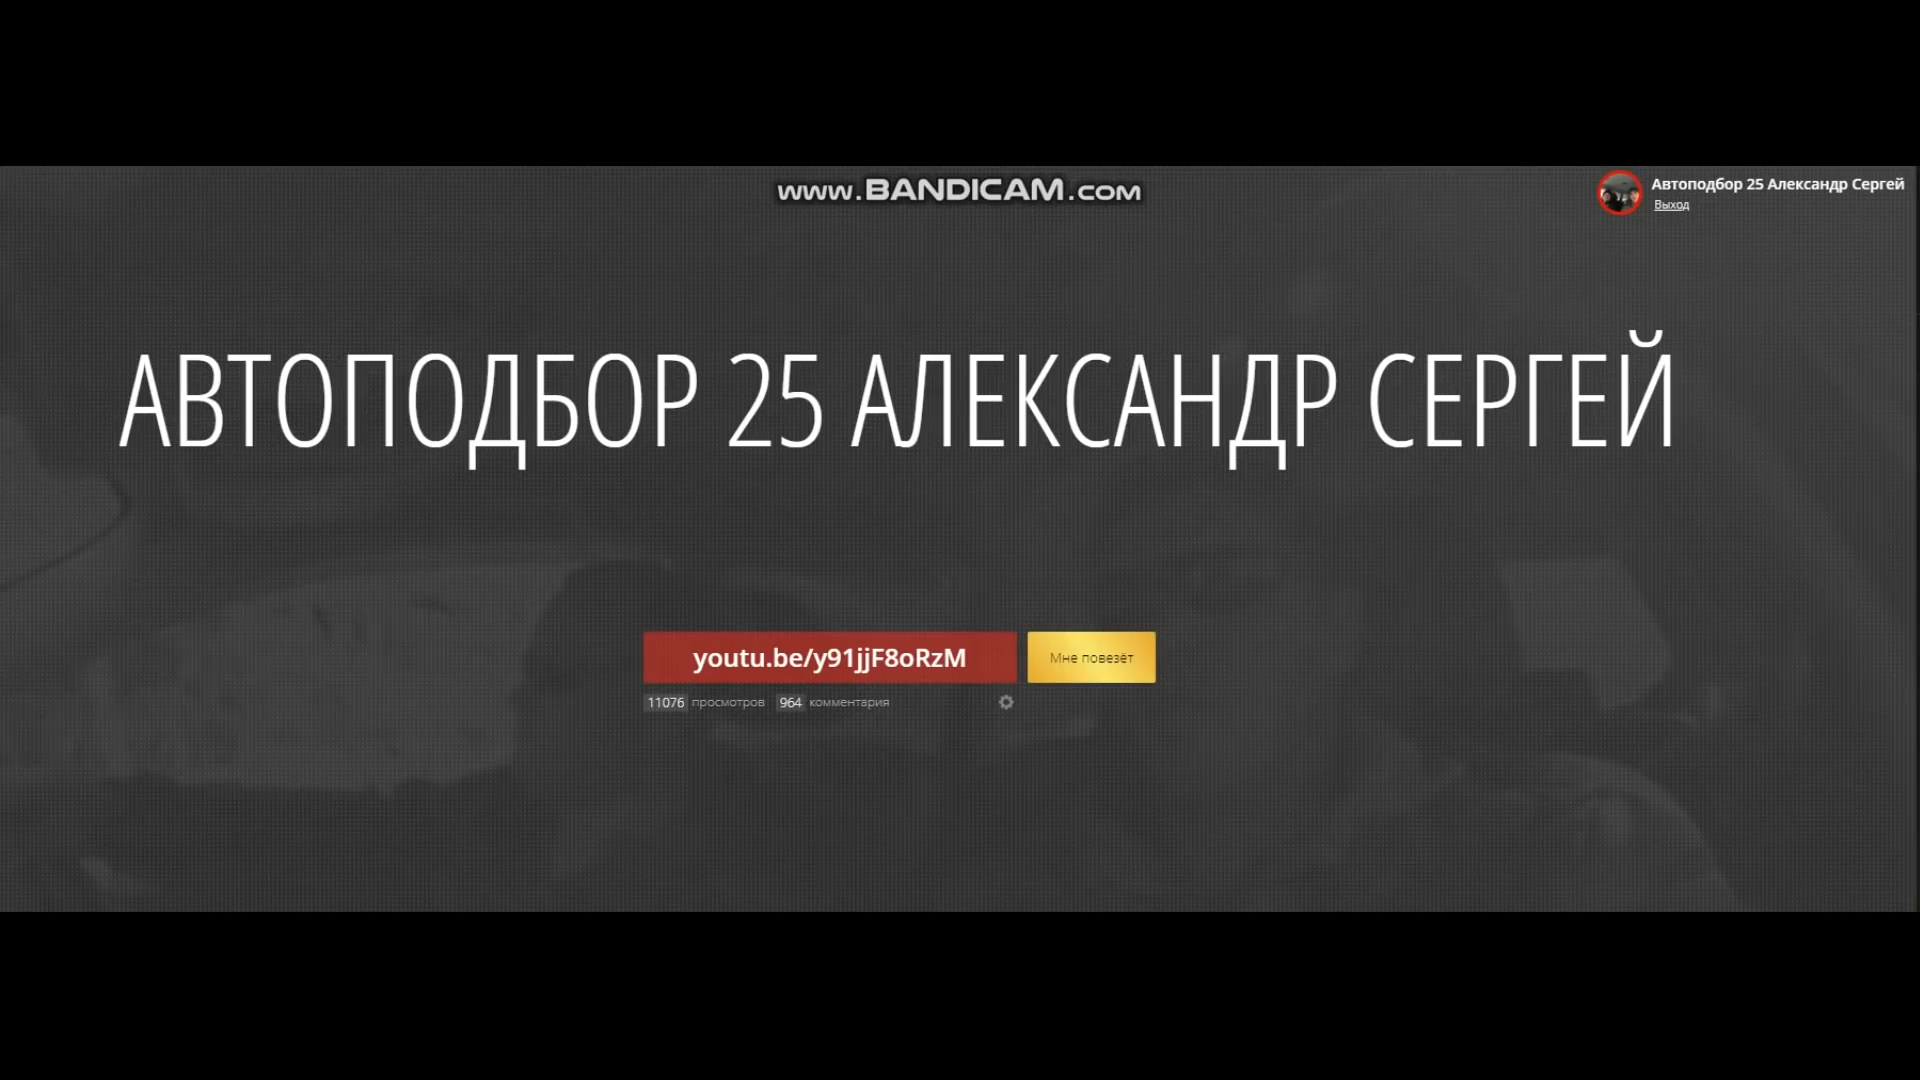 www.BANDICAM.com
Автоподбор 25 Александр Сергей
Выход
АВТОПОДБОР 25 АЛЕКСАНДР СЕРГЕЙ
youtu.be/y91jjF8oRzM
Мне повезёт
11076 просмотров 964 комментария